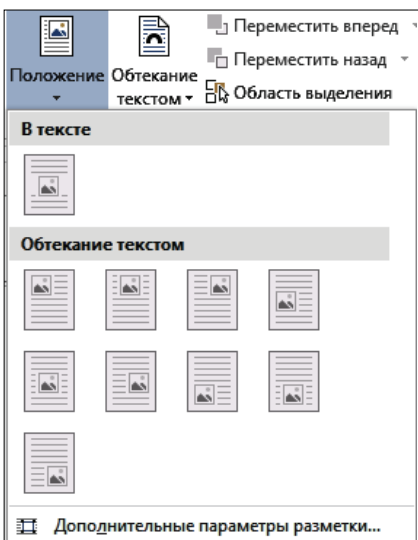 Переместить вперед
Положение
Обтекание
текстом
Переместить назад
Область выделения
В тексте
Обтекание текстом
Дополнительные параметры разметки...